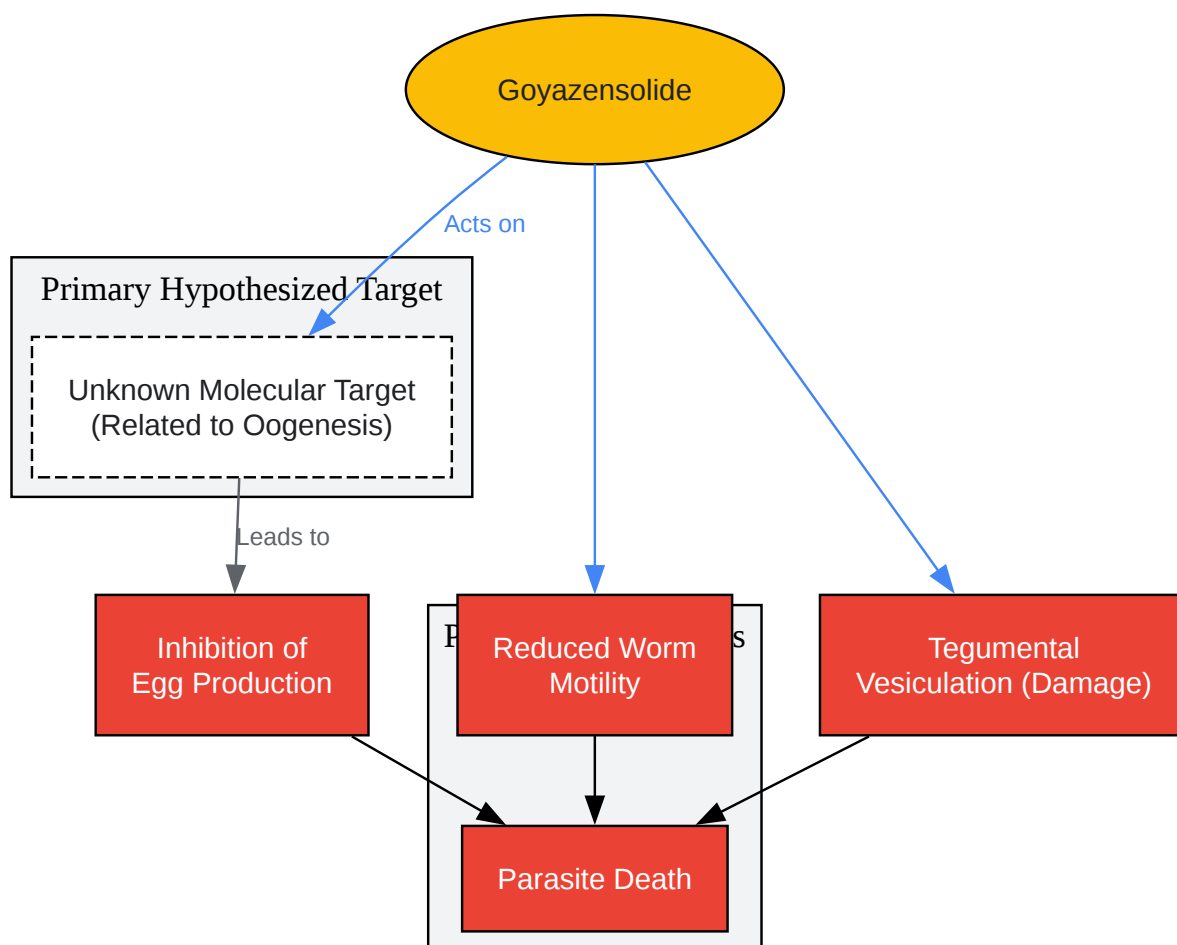 Goyazensolide
Acts on
Primary Hypothesized Target
Unknown Molecular Target
(Related to Oogenesis)
Leads to
Inhibition of
Egg Production
Reduced Worm
Motility
Tegumental
Vesiculation (Damage)
Parasite Death